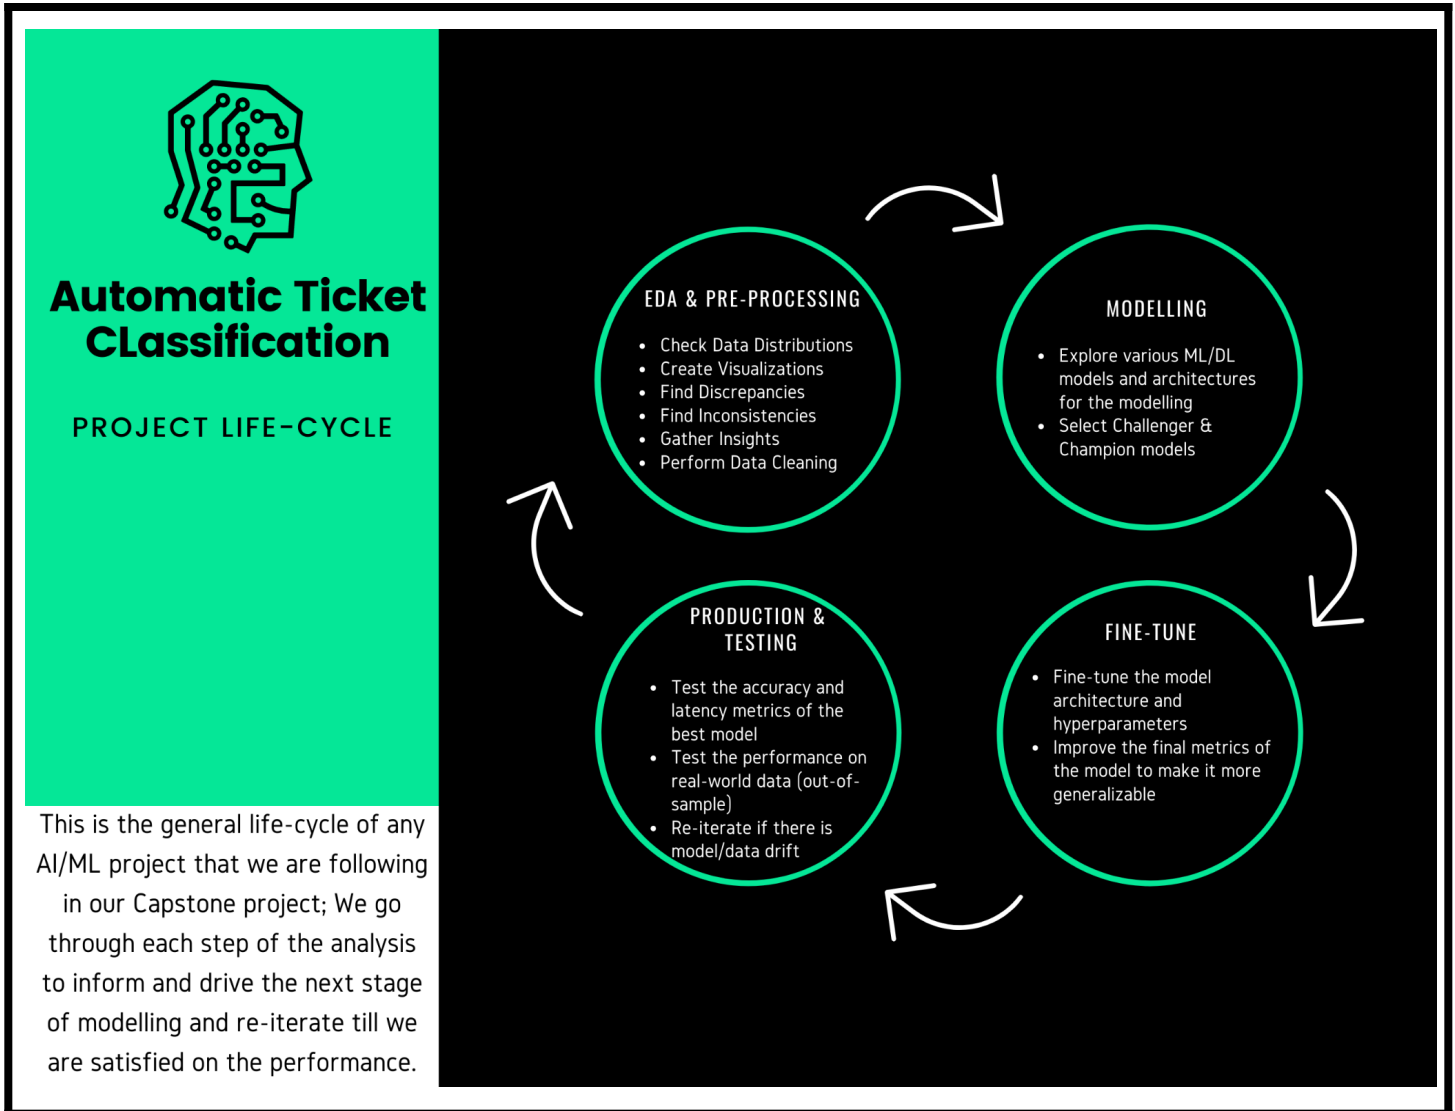 Automatic Ticket
CLassification
PROJECT LIFE-CYCLE
This is the general life-cycle of any
AI/ML project that we are following
in our Capstone project; We go
through each step of the analysis
to inform and drive the next stage
of modelling and re-iterate till we
are satisfied on the performance.
EDA & PRE-PROCESSING
• Check Data Distributions
• Create Visualizations
• Find Discrepancies
• Find Inconsistencies
• Gather Insights
• Perform Data Cleaning
MODELLING
• Explore various ML/DL
models and architectures
for the modelling
• Select Challenger &
Champion models
FINE-TUNE
• Fine-tune the model
architecture and
hyperparameters
• Improve the final metrics of
the model to make it more
generalizable
PRODUCTION &
TESTING
• Test the accuracy and
latency metrics of the
best model
• Test the performance on
real-world data (out-of-
sample)
• Re-iterate if there is
model/data drift